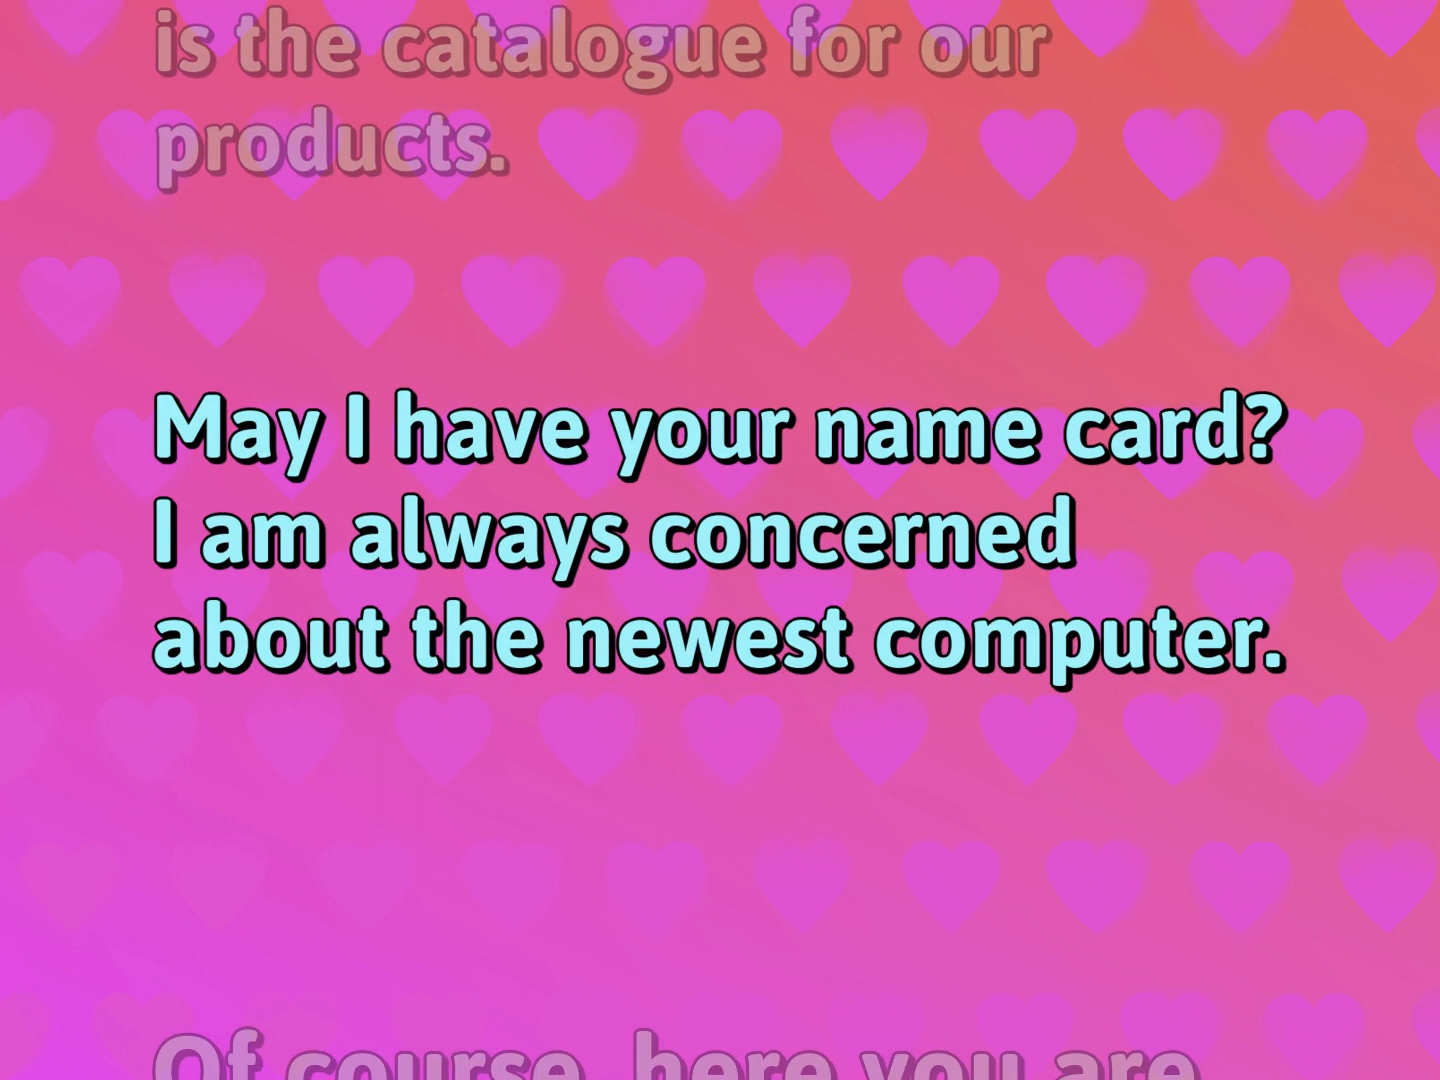 is the catalogue for our
products.
May I have your name card?
I am always concerned
about the newest computer.
Of course, here you are